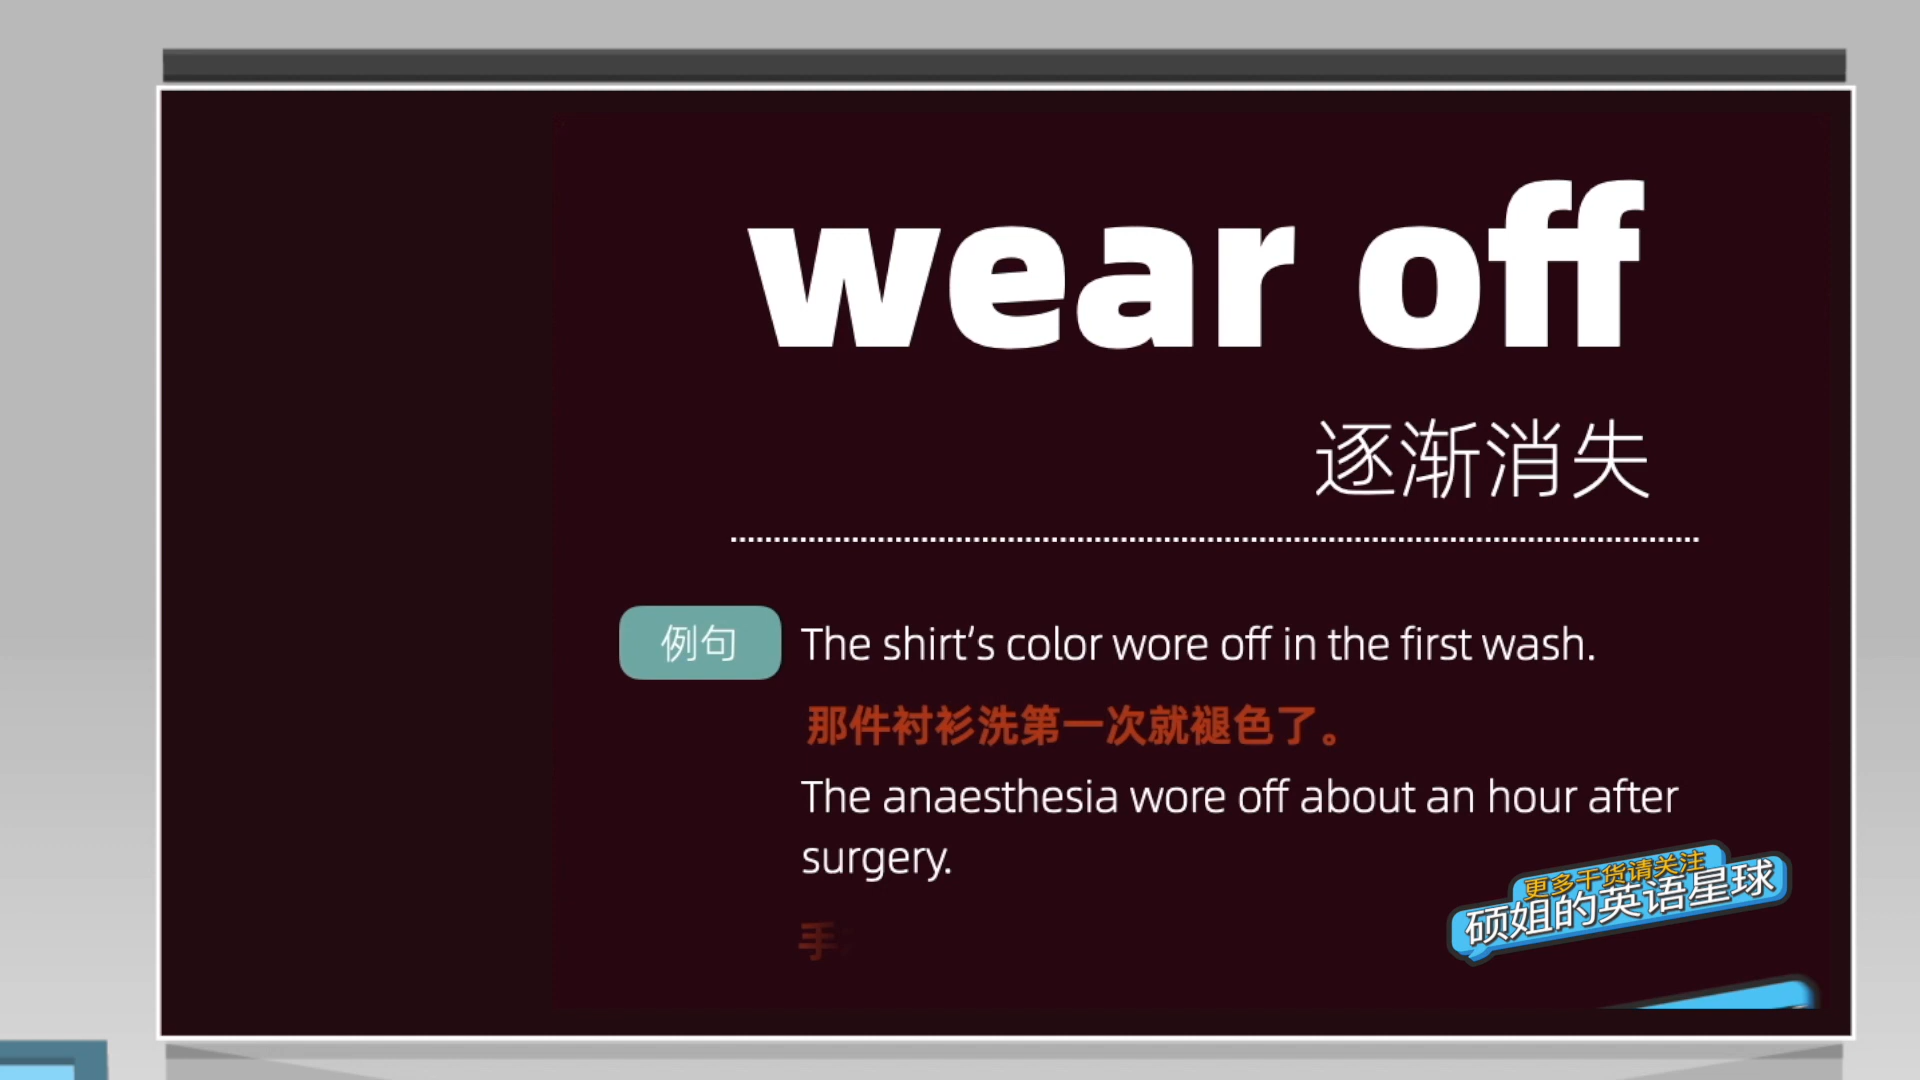 wear off
逐渐消失
例句
The shirt's color wore off in the first wash.
那件衬衫洗第一次就褪色了。
The anaesthesia wore off about an hour after
surgery.
手
更多干货请关注
硕姐的英语星球